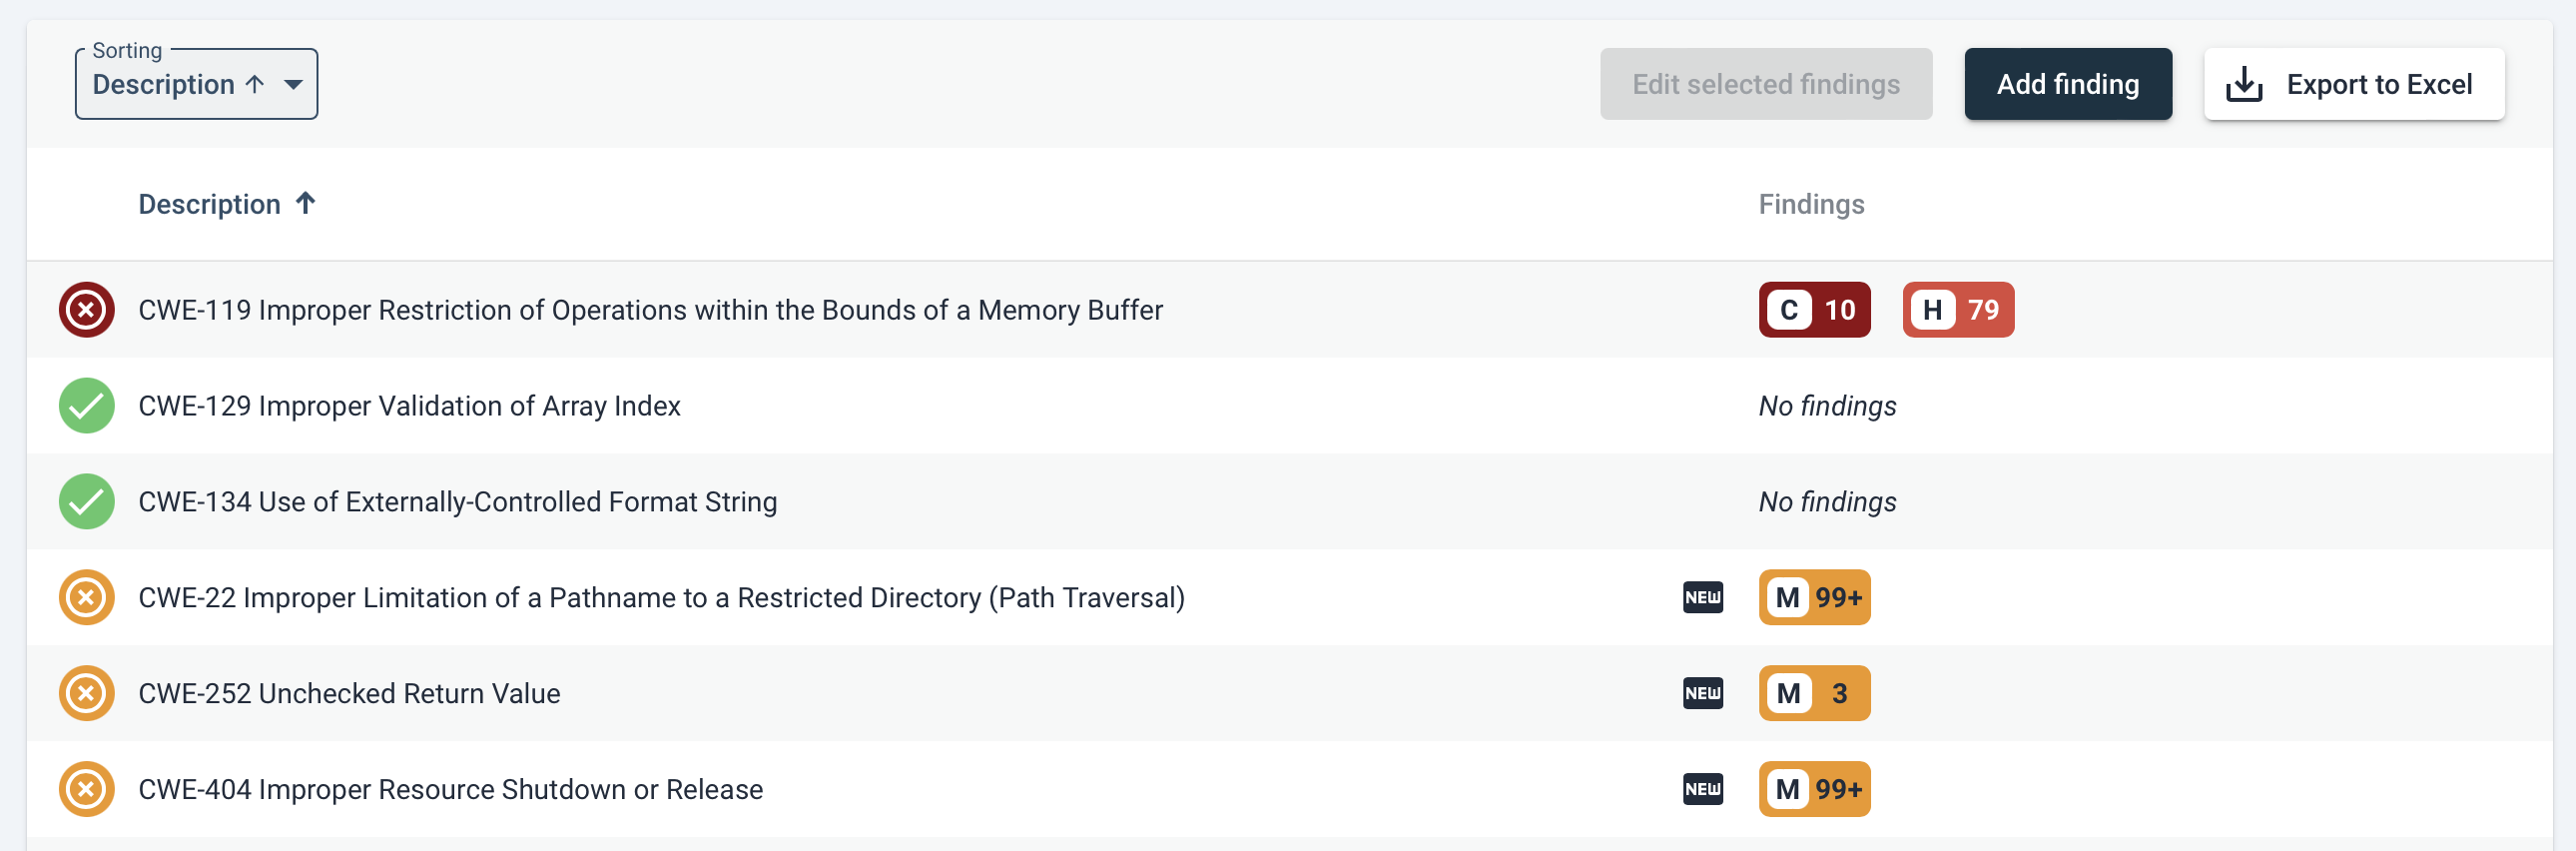 Sorting
Description ↑
Edit selected findings
Add finding
Export to Excel
Description ↑
Findings
CWE-119 Improper Restriction of Operations within the Bounds of a Memory Buffer C 10 H 79
CWE-129 Improper Validation of Array Index No findings
CWE-134 Use of Externally-Controlled Format String No findings
CWE-22 Improper Limitation of a Pathname to a Restricted Directory (Path Traversal) NEW M 99+
CWE-252 Unchecked Return Value NEW M 3
CWE-404 Improper Resource Shutdown or Release NEW M 99+